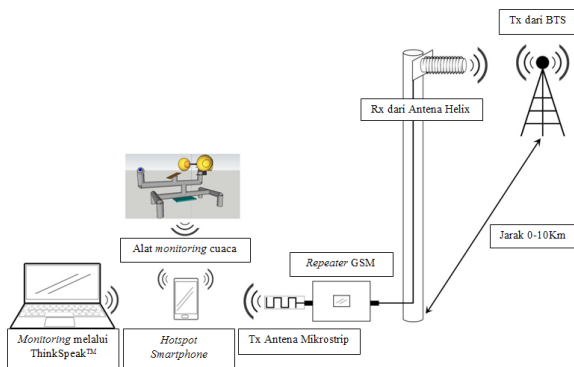 Tx dari BTS
Rx dari Antena Helix
Alat monitoring cuaca
Jarak 0-10Km
Repeater GSM
Monitoring melalui
ThinkSpeak™
Hotspot
Smartphone
Tx Antena Mikrostrip